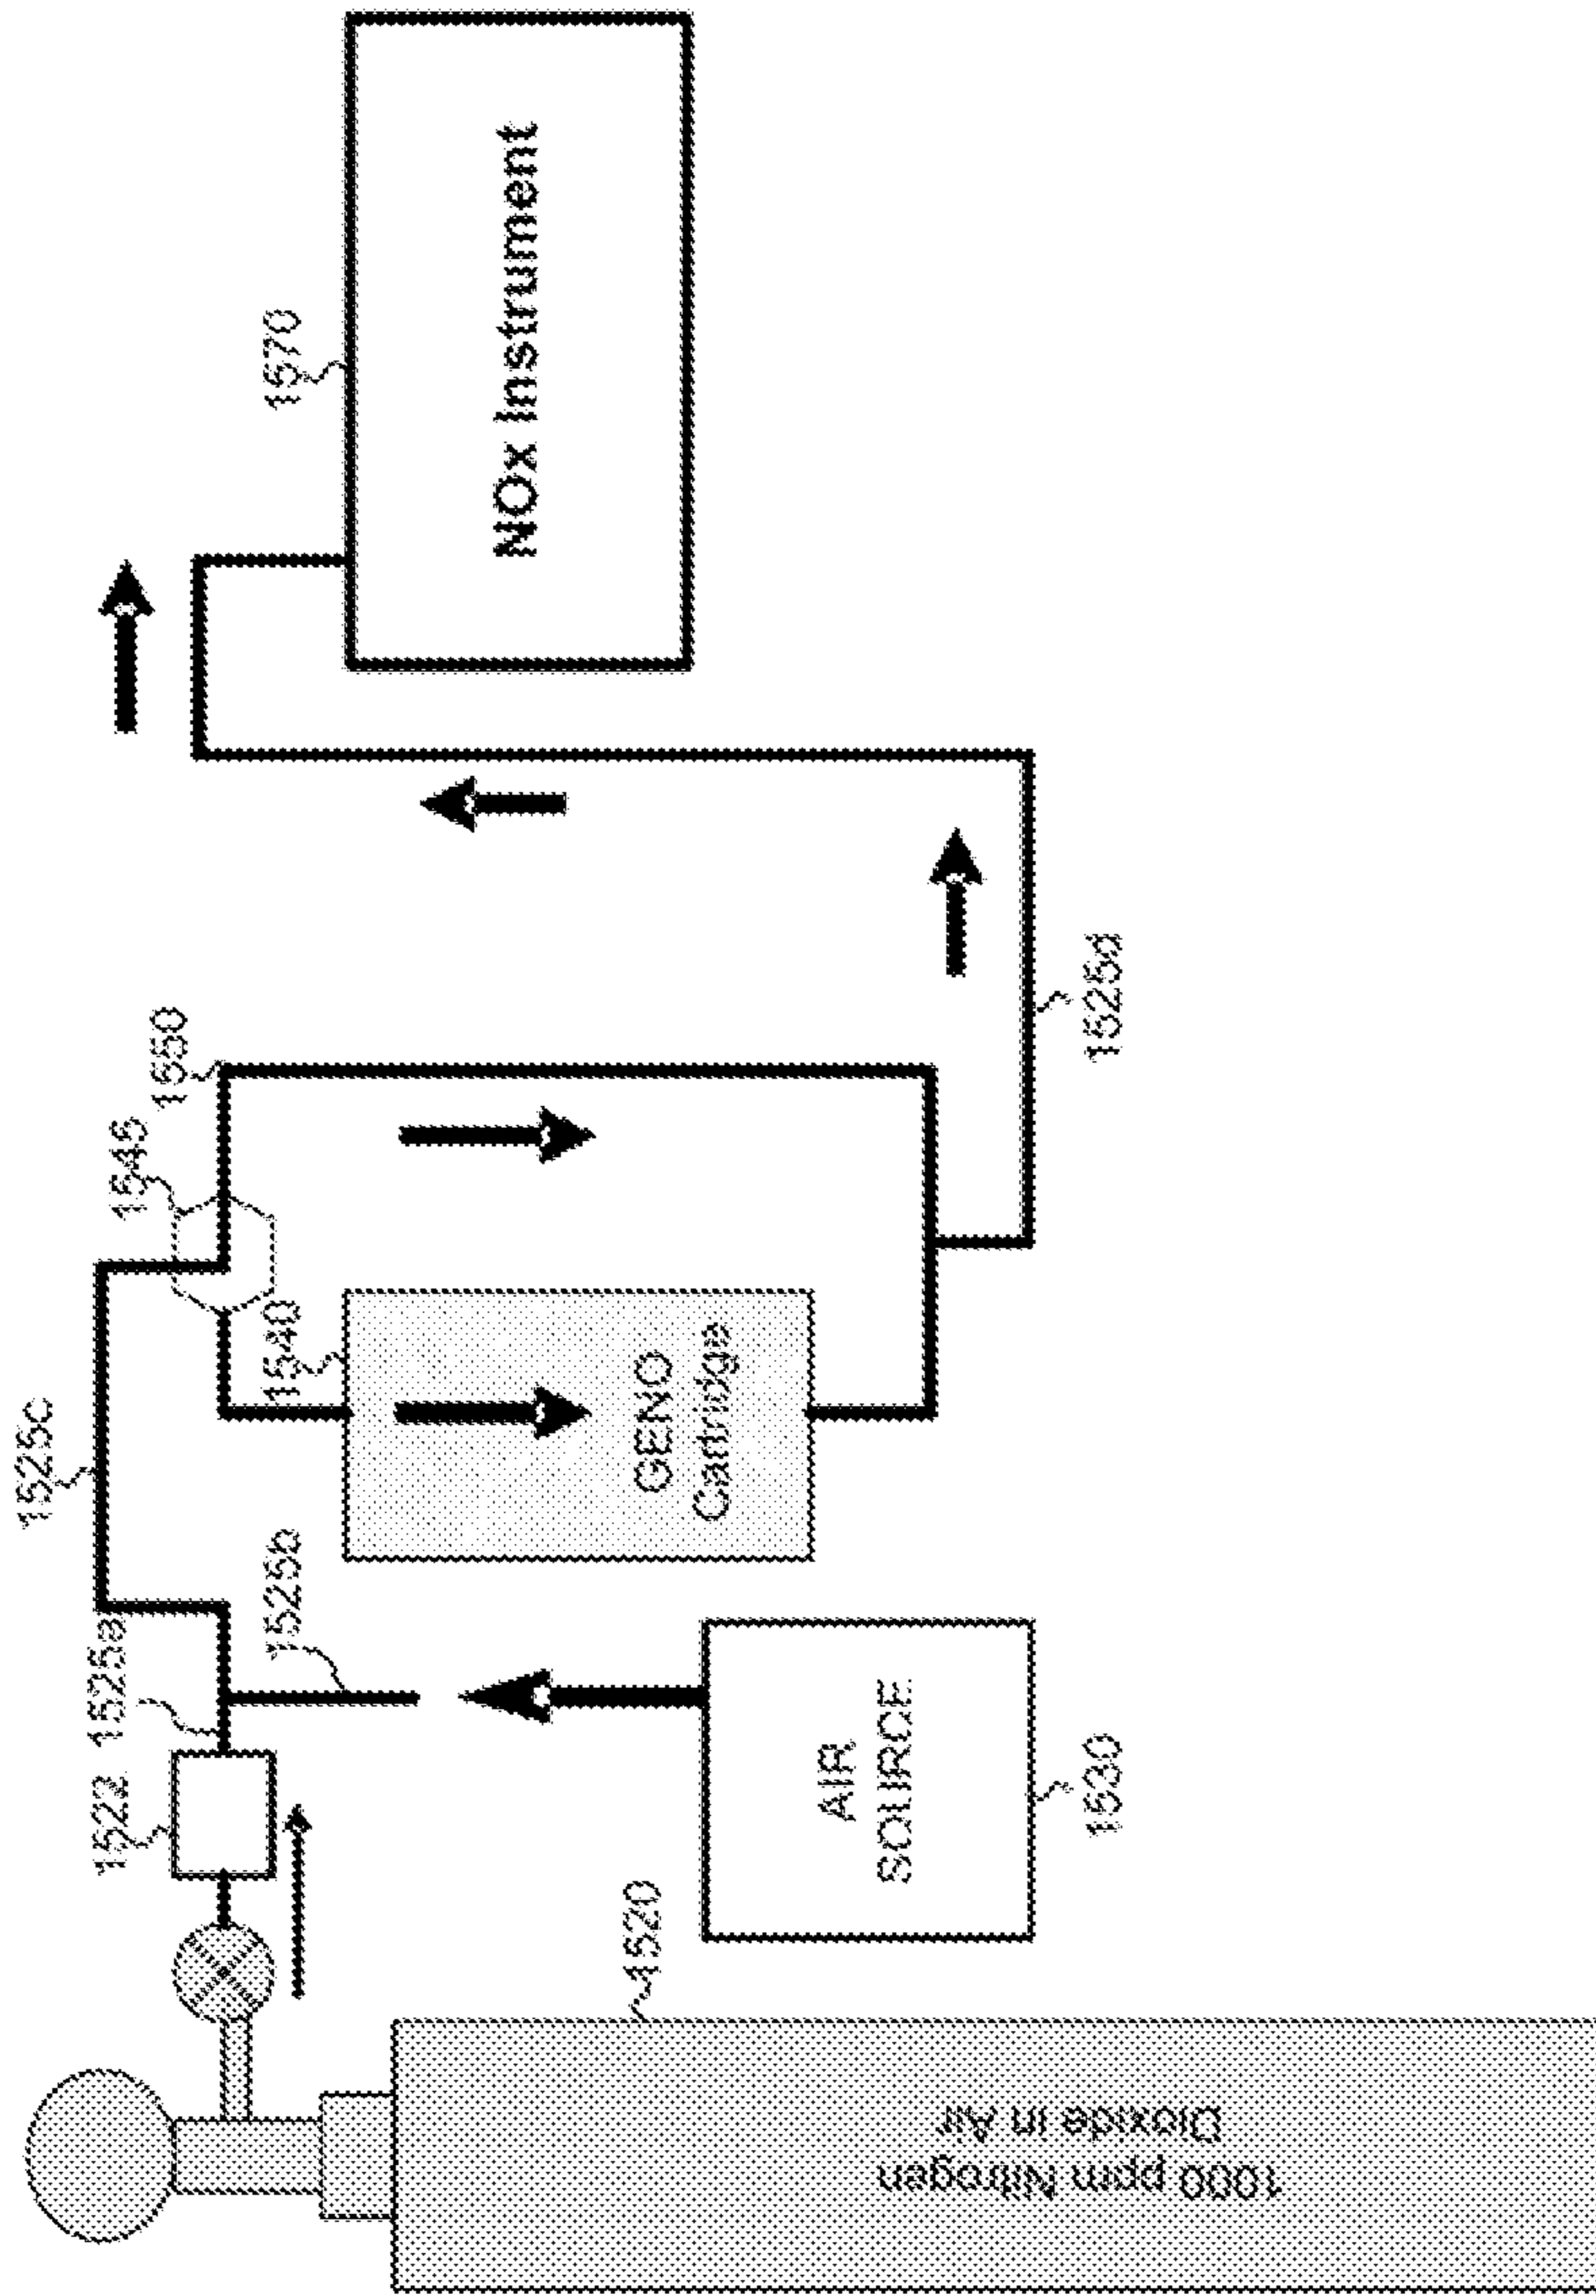 1520
1000 ppm Nitrogen
Dioxide in Air
1522
1525a
1525b
AIR
SOURCE
1530
1525c
1540
GENO
Cartridge
1545
1550
1525d
1570
NOx Instrument